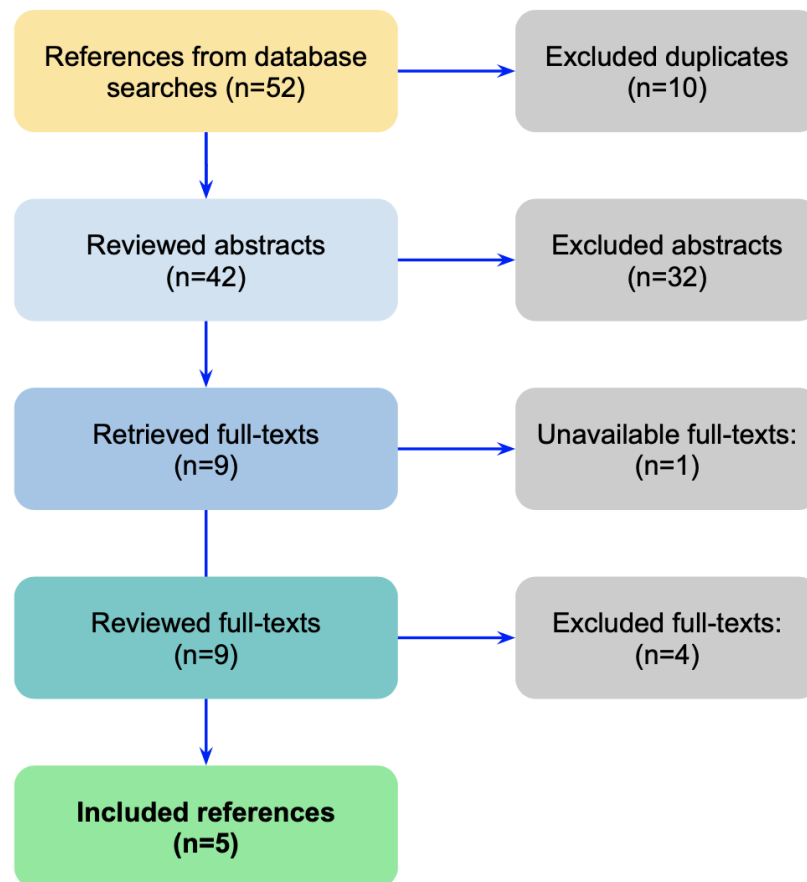 References from database
searches (n=52)
Excluded duplicates
(n=10)
Reviewed abstracts
(n=42)
Excluded abstracts
(n=32)
Retrieved full-texts
(n=9)
Unavailable full-texts:
(n=1)
Reviewed full-texts
(n=9)
Excluded full-texts:
(n=4)
Included references
(n=5)